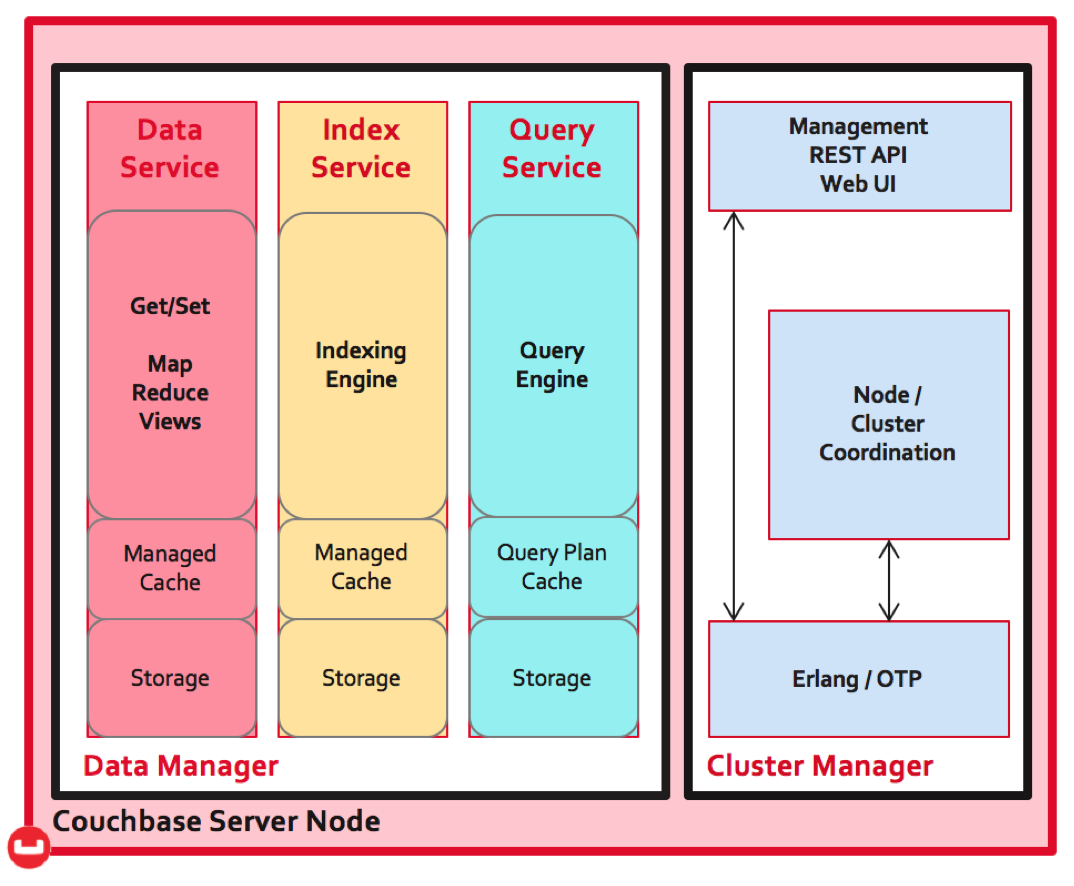 Data
Service
Get/Set
Map
Reduce
Views
Managed
Cache
Storage
Index
Service
Indexing
Engine
Managed
Cache
Storage
Query
Service
Query
Engine
Query Plan
Cache
Storage
Data Manager
Management
REST API
Web UI
Node /
Cluster
Coordination
Erlang / OTP
Cluster Manager
Couchbase Server Node